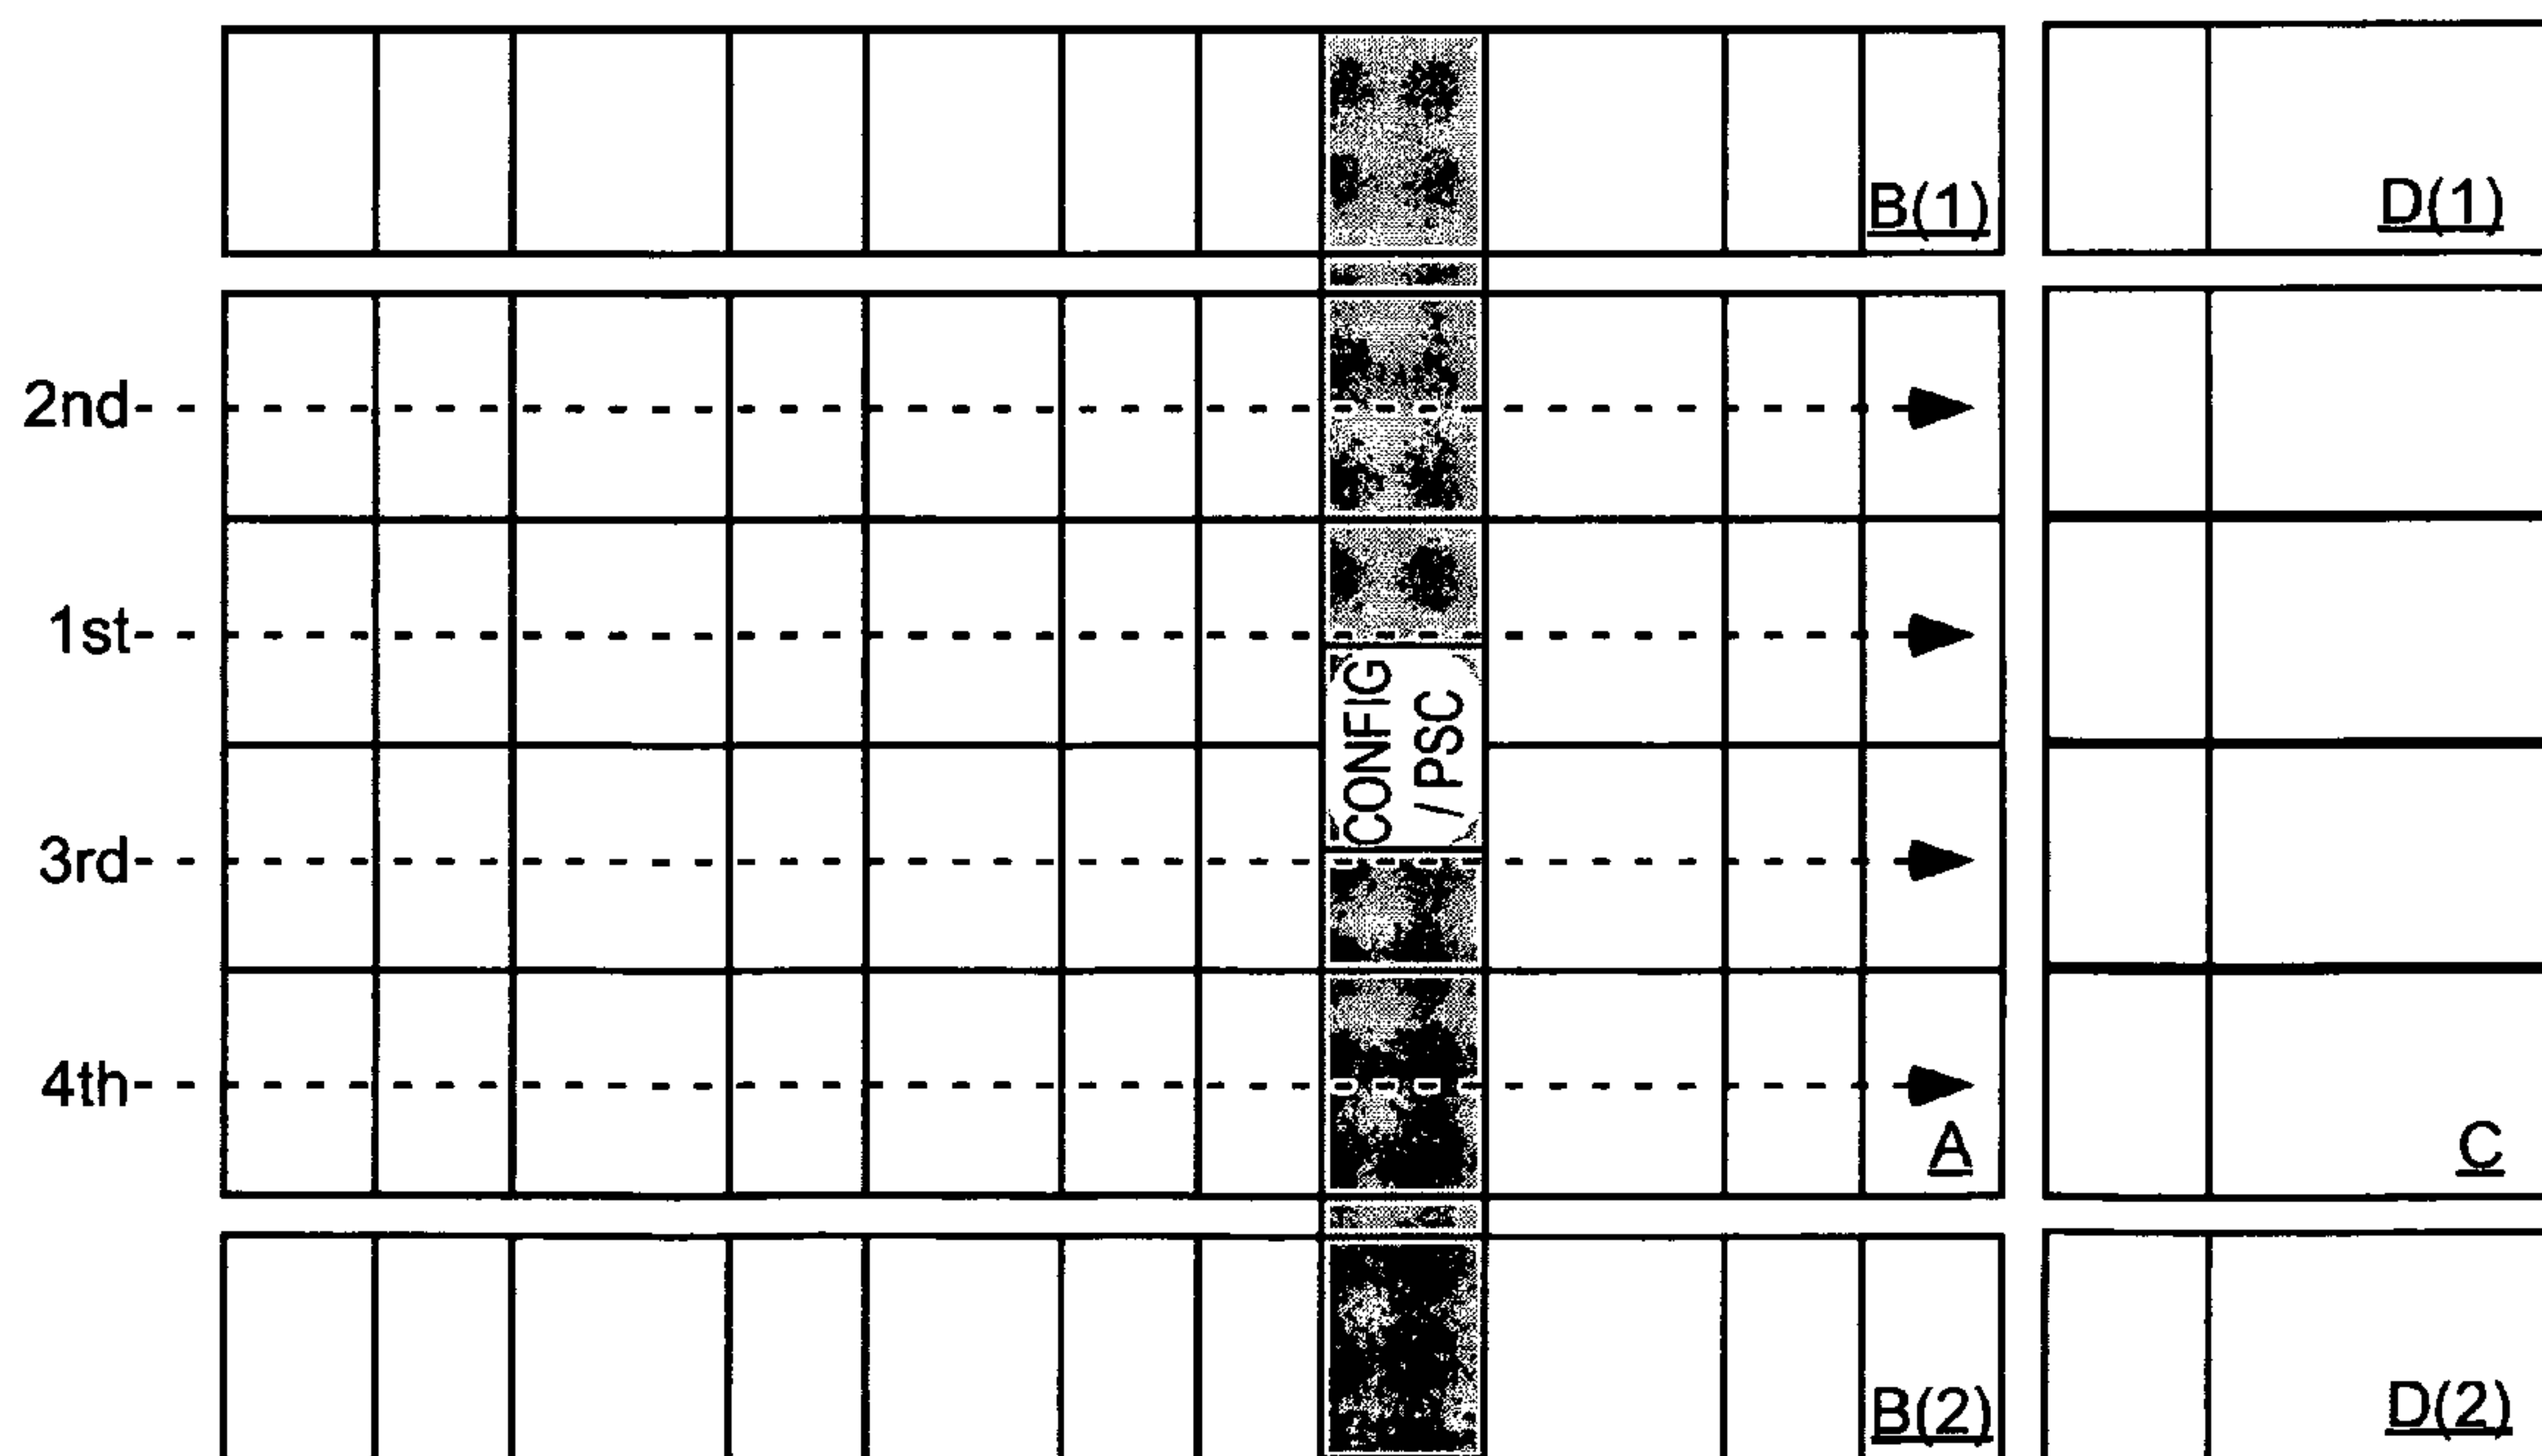 B(1)
D(1)
2nd
1st
CONFIG
/ PSC
3rd
4th
A
C
B(2)
D(2)